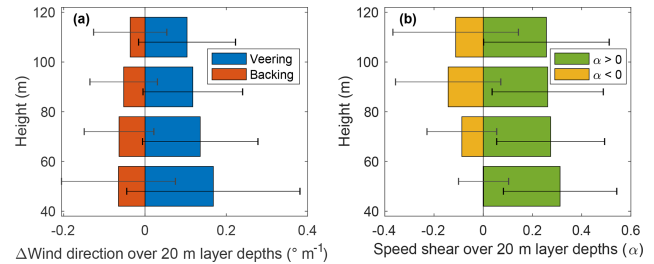 (a)
Veering
Backing
Height (m)
120
100
80
60
40
-0.2 0 0.2 0.4
ΔWind direction over 20 m layer depths (° m⁻¹)
(b)
α > 0
α < 0
Height (m)
120
100
80
60
40
-0.4 -0.2 0 0.2 0.4 0.6
Speed shear over 20 m layer depths (α)